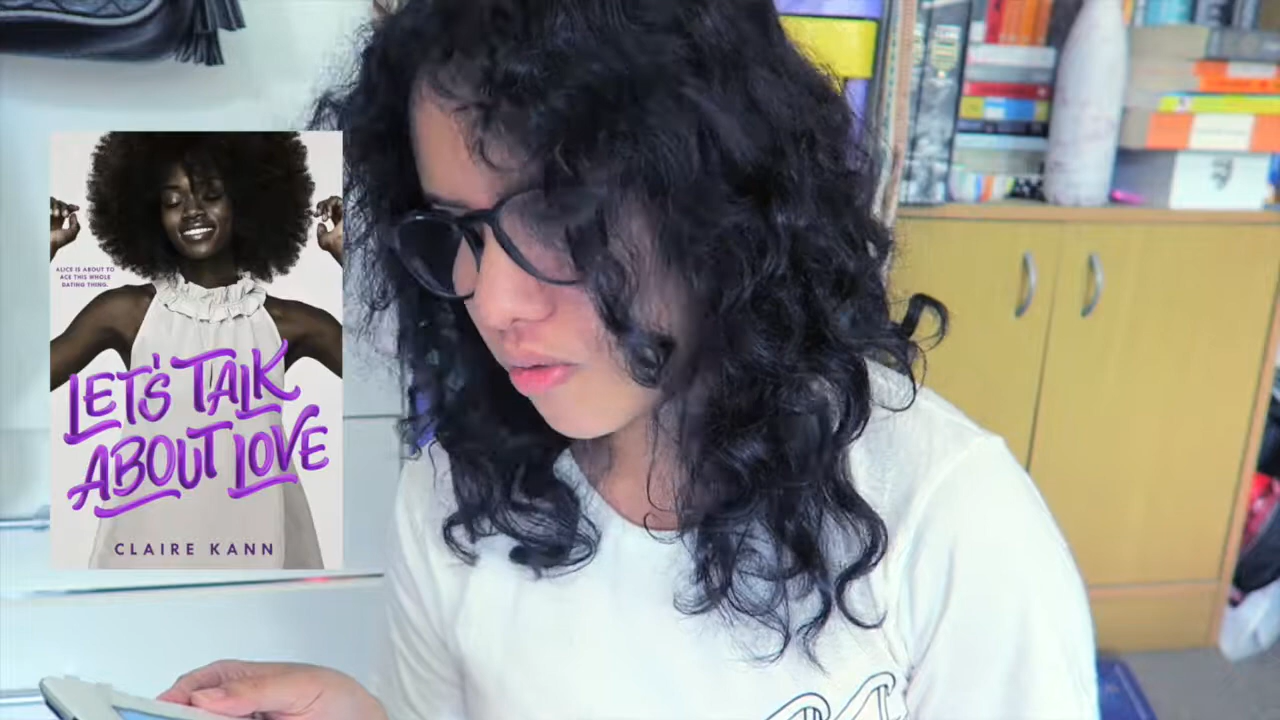 ALICE IS ABOUT TO
ACE THIS WHOLE
DATING THING.
LET'S TALK
ABOUT LOVE
CLAIRE KANN